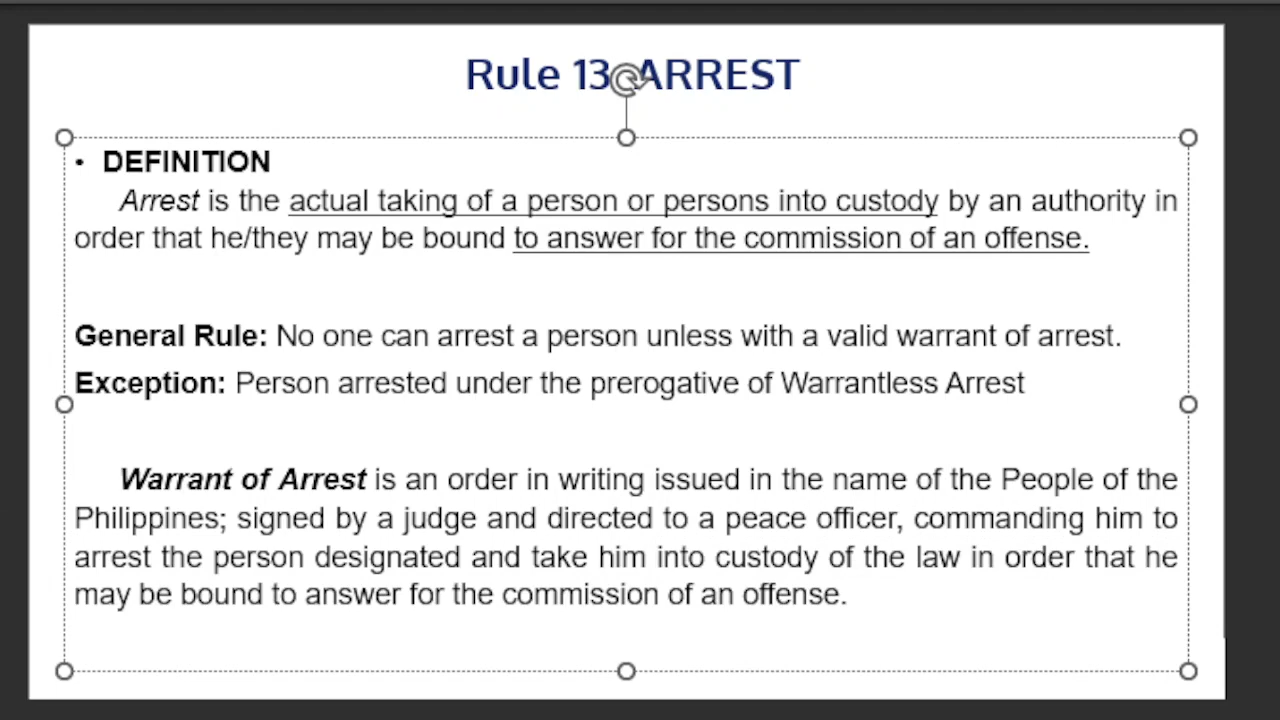 Rule 13 ARREST
• DEFINITION
Arrest is the actual taking of a person or persons into custody by an authority in
order that he/they may be bound to answer for the commission of an offense.
General Rule: No one can arrest a person unless with a valid warrant of arrest.
Exception: Person arrested under the prerogative of Warrantless Arrest
Warrant of Arrest is an order in writing issued in the name of the People of the
Philippines; signed by a judge and directed to a peace officer, commanding him to
arrest the person designated and take him into custody of the law in order that he
may be bound to answer for the commission of an offense.